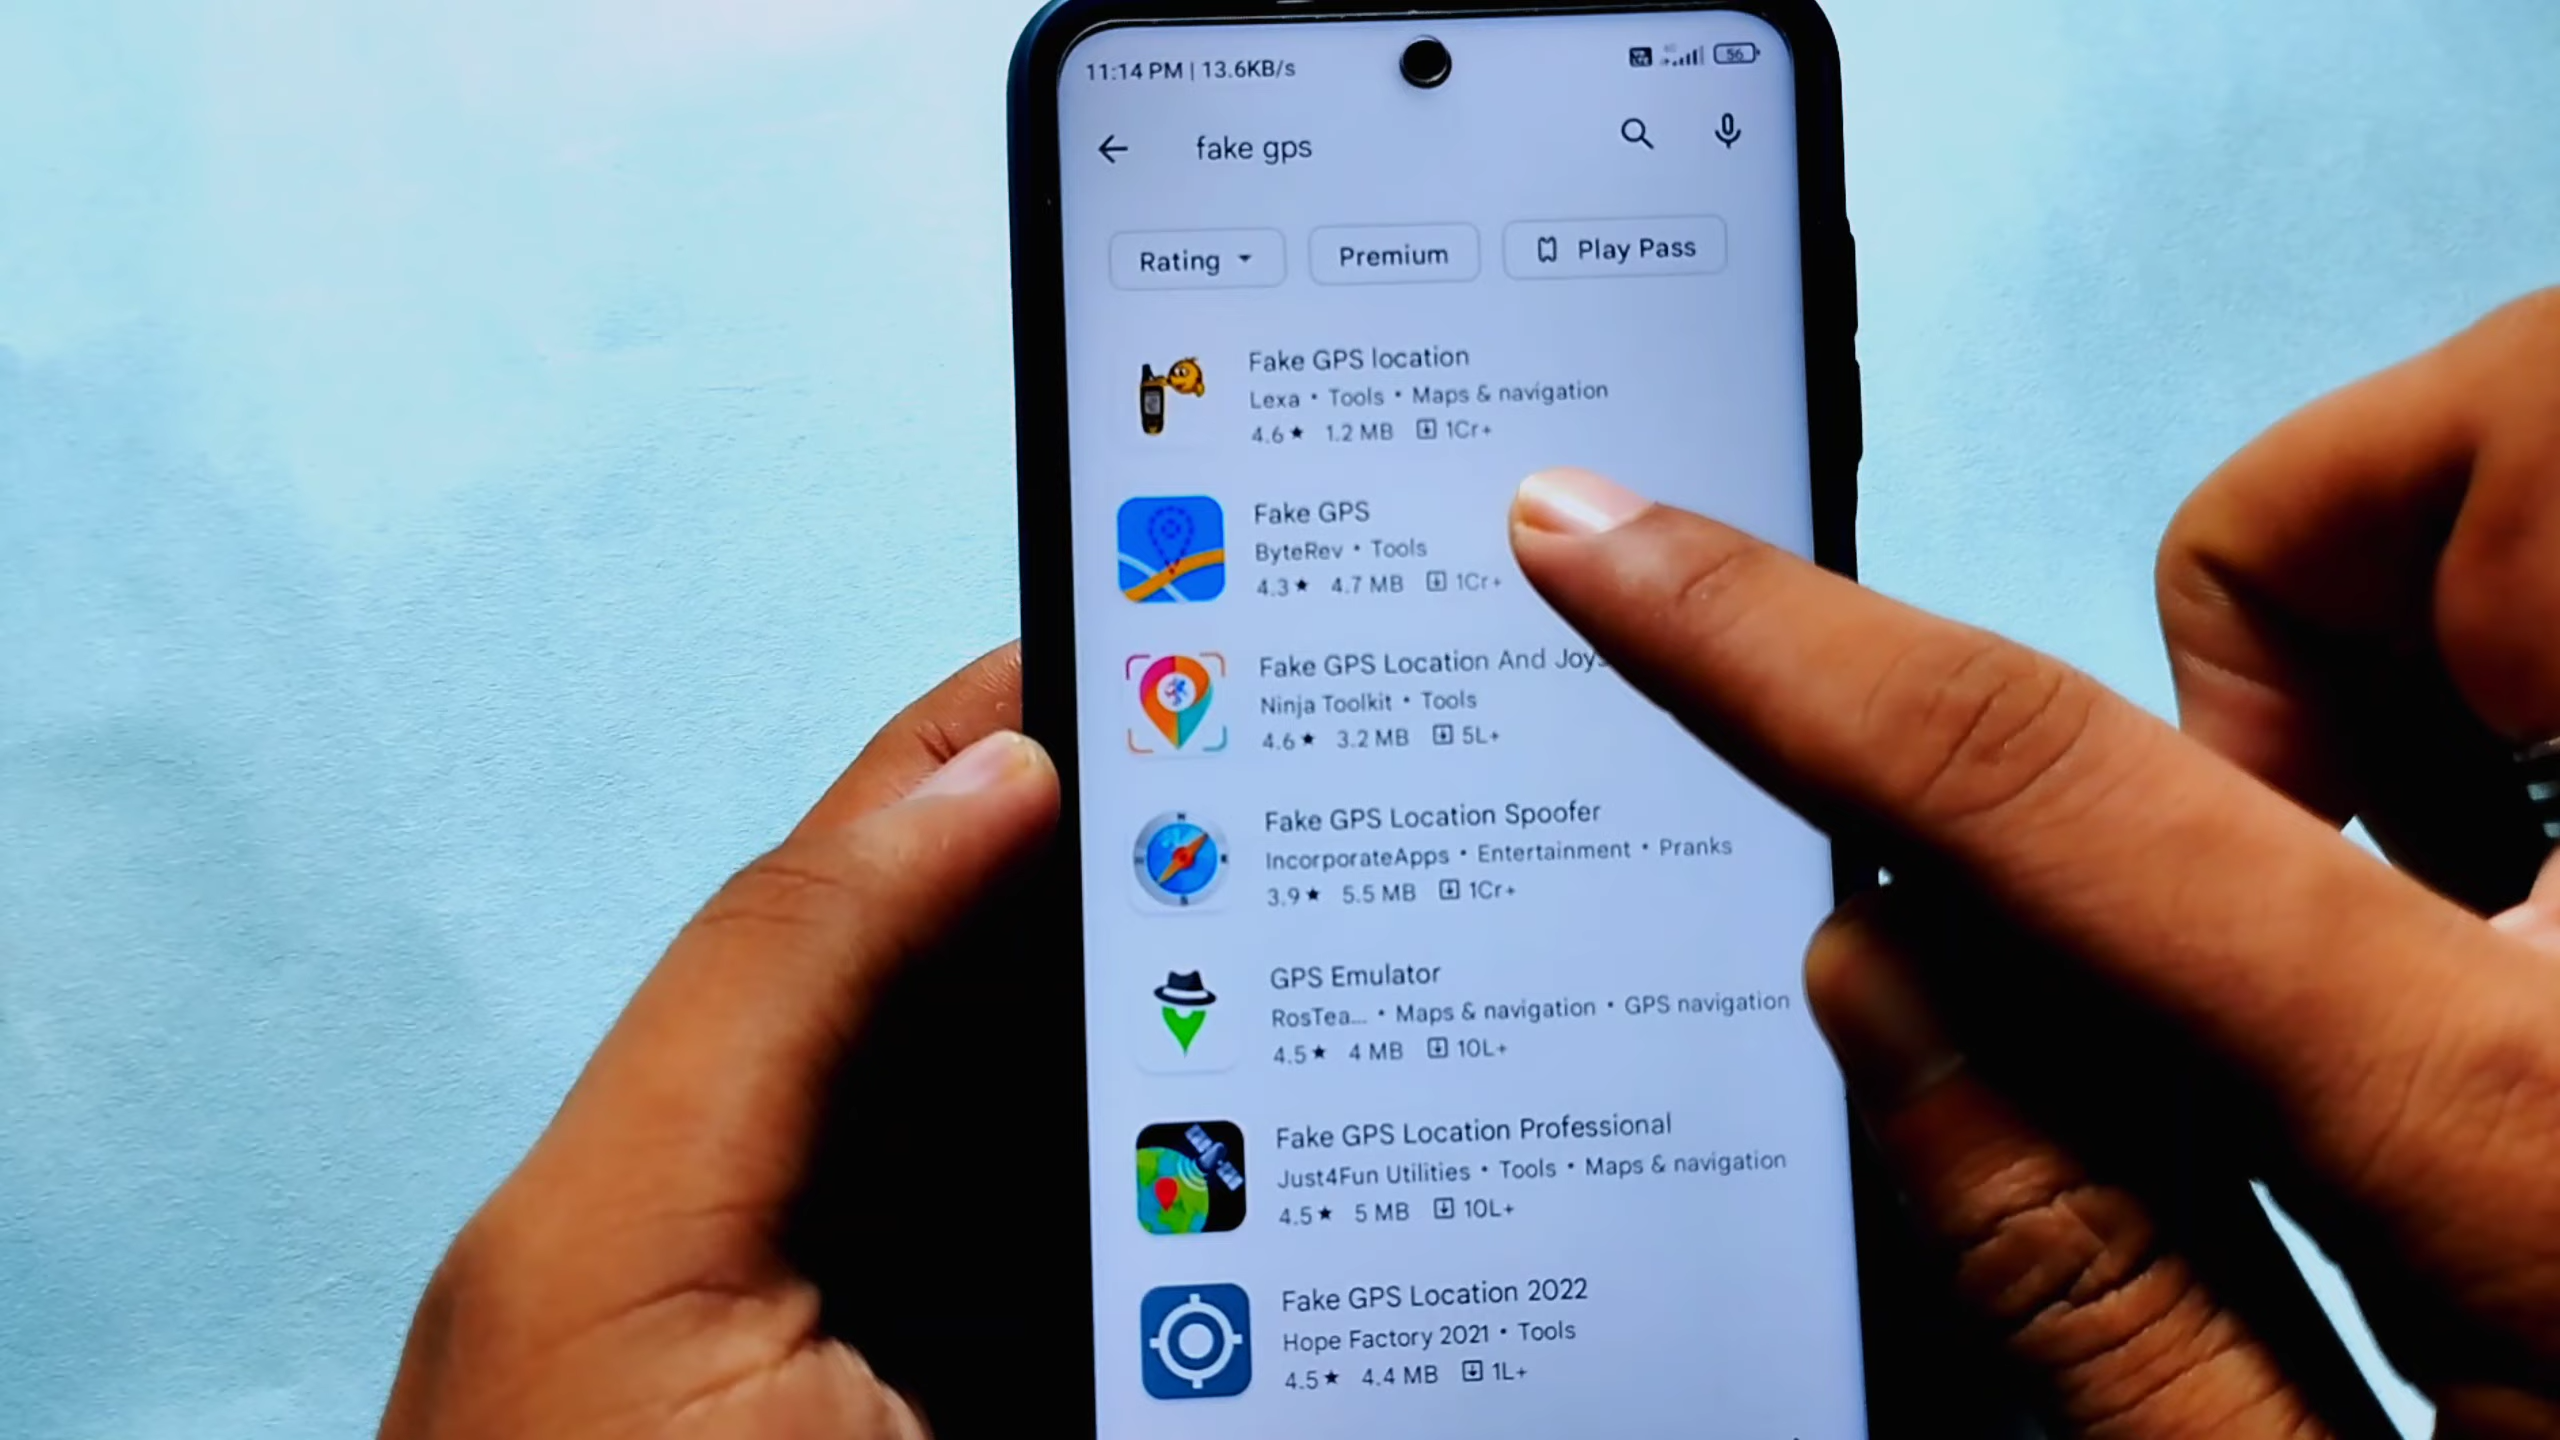 11:14 PM | 13.6KB/s 56
fake gps
Rating Premium Play Pass
Fake GPS location
Lexa • Tools • Maps & navigation
4.6★ 1.2 MB 1Cr+
Fake GPS
ByteRev • Tools
4.3★ 4.7 MB 1Cr+
Fake GPS Location And
Ninja Toolkit • Tools
4.6★ 3.2 MB 5L+
Fake GPS Location Spoofer
IncorporateApps • Entertainment • Pranks
3.9★ 5.5 MB 1Cr+
GPS Emulator
RosTea... • Maps & navigation • GPS navigation
4.5★ 4 MB 10L+
Fake GPS Location Professional
Just4Fun Utilities • Tools • Maps & navigation
4.5★ 5 MB 10L+
Fake GPS Location 2022
Hope Factory 2021 • Tools
4.5★ 4.4 MB 1L+